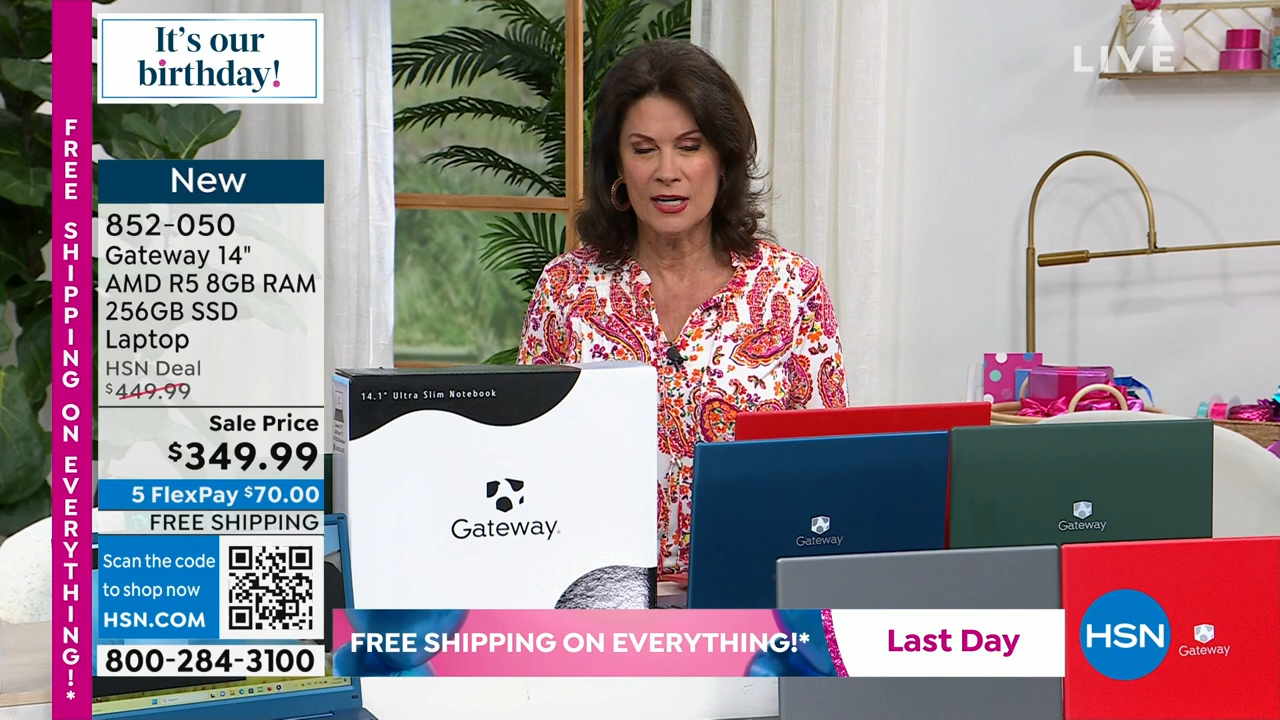 It's our
birthday!
LIVE
FREE SHIPPING ON EVERYTHING!*
New
852-050
Gateway 14"
AMD R5 8GB RAM
256GB SSD
Laptop
HSN Deal
$449.99
Sale Price
$349.99
5 FlexPay $70.00
FREE SHIPPING
Scan the code
to shop now
HSN.COM
800-284-3100
14.1" Ultra Slim Notebook
Gateway
Gateway
Gateway
FREE SHIPPING ON EVERYTHING!*
Last Day
HSN
Gateway